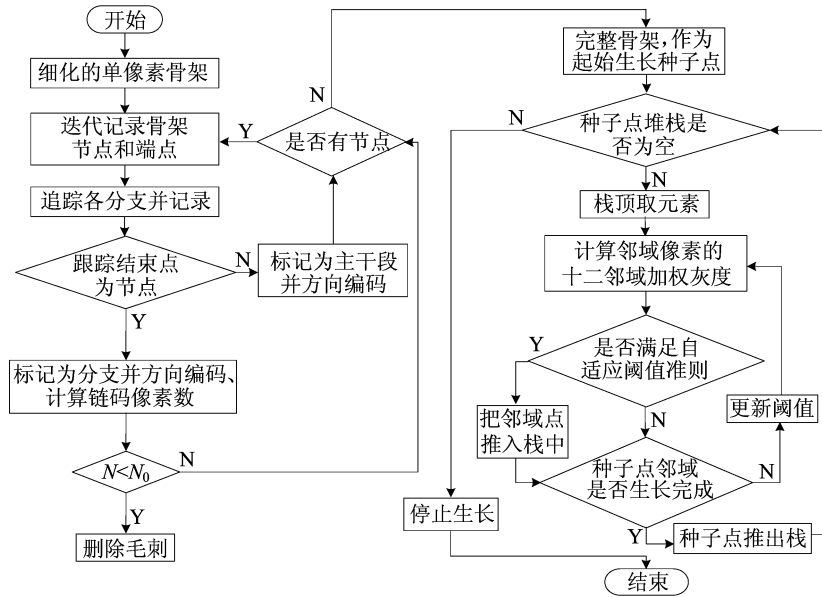 开始
细化的单像素骨架
迭代记录骨架
节点和端点
追踪各分支并记录
跟踪结束点
为节点
N
标记为主干段
并方向编码
Y
标记为分支并方向编码、
计算链码像素数
N<N₀
N
Y
删除毛刺
是否有节点
Y
N
完整骨架，作为
起始生长种子点
种子点堆栈是
否为空
N
N
栈顶取元素
计算邻域像素的
十二邻域加权灰度
是否满足自
适应阈值准则
Y
把邻域点
推入栈中
N
更新阈值
种子点邻域
是否生长完成
N
Y
种子点推出栈
停止生长
结束